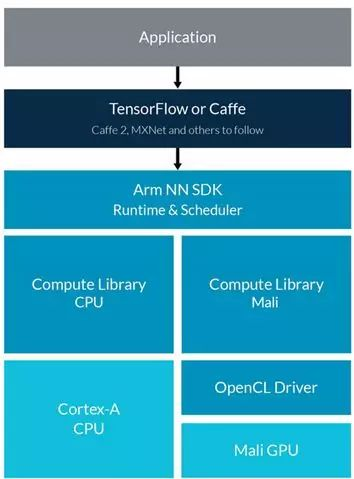 Application
TensorFlow or Caffe
Caffe 2, MXNet and others to follow
Arm NN SDK
Runtime & Scheduler
Compute Library
CPU
Compute Library
Mali
Cortex-A
CPU
OpenCL Driver
Mali GPU